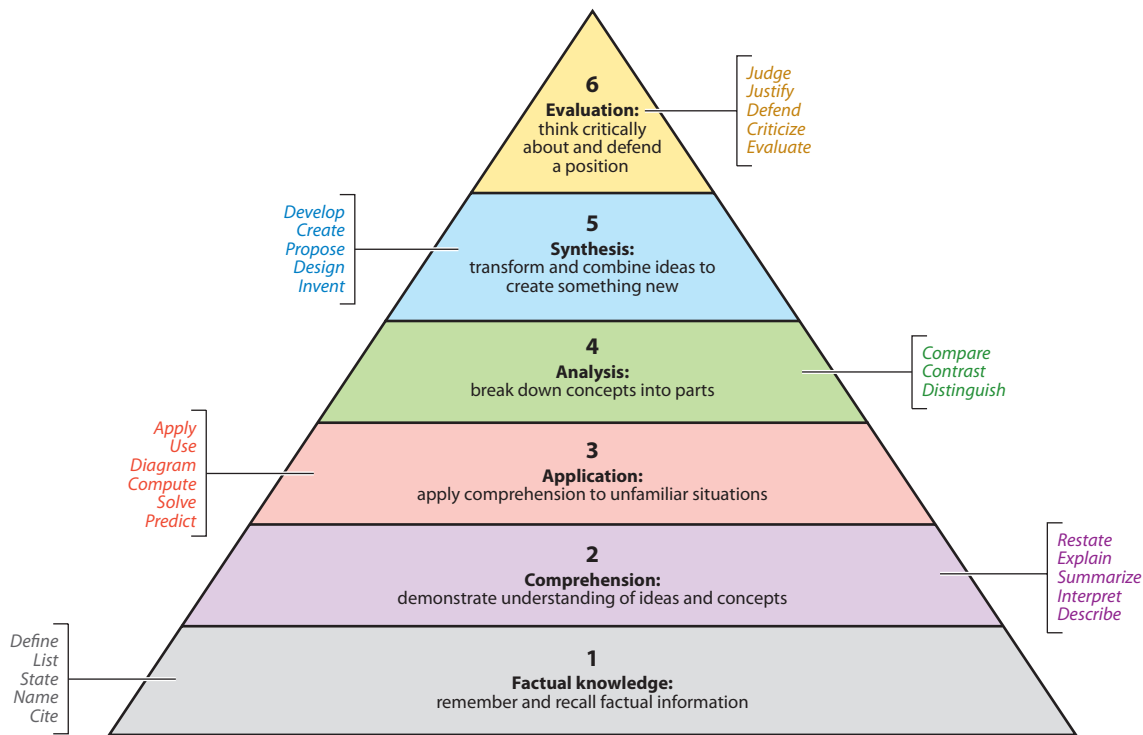 6
Evaluation:
think critically
about and defend
a position
Judge
Justify
Defend
Criticize
Evaluate
Develop
Create
Propose
Design
Invent
5
Synthesis:
transform and combine ideas to
create something new
4
Analysis:
break down concepts into parts
Compare
Contrast
Distinguish
Apply
Use
Diagram
Compute
Solve
Predict
3
Application:
apply comprehension to unfamiliar situations
2
Comprehension:
demonstrate understanding of ideas and concepts
Restate
Explain
Summarize
Interpret
Describe
Define
List
State
Name
Cite
1
Factual knowledge:
remember and recall factual information